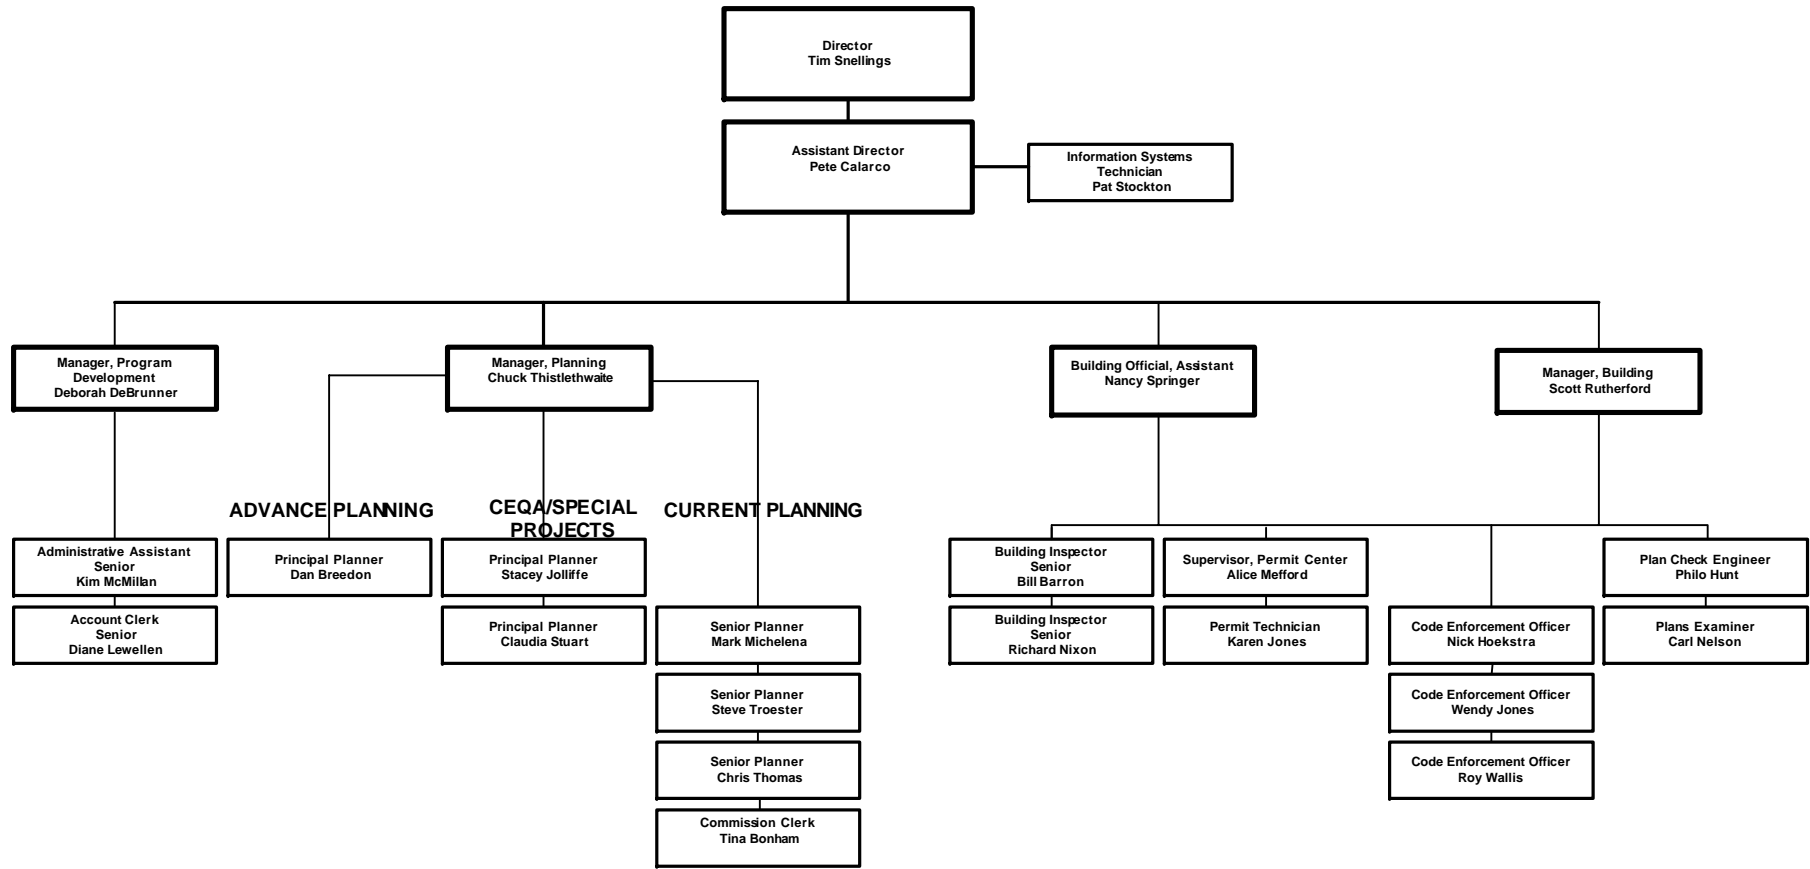 Director
Tim Snellings
Assistant Director
Pete Calarco
Information Systems
Technician
Pat Stockton
Manager, Program
Development
Deborah DeBrunner
Manager, Planning
Chuck Thistlethwaite
Building Official, Assistant
Nancy Springer
Manager, Building
Scott Rutherford
ADVANCE PLANNING
CEQA/SPECIAL
PROJECTS
CURRENT PLANNING
Administrative Assistant
Senior
Kim McMillan
Principal Planner
Dan Breedon
Principal Planner
Stacey Jolliffe
Building Inspector
Senior
Bill Barron
Supervisor, Permit Center
Alice Mefford
Plan Check Engineer
Philo Hunt
Account Clerk
Senior
Diane Lewellen
Principal Planner
Claudia Stuart
Senior Planner
Mark Michelena
Building Inspector
Senior
Richard Nixon
Permit Technician
Karen Jones
Code Enforcement Officer
Nick Hoekstra
Plans Examiner
Carl Nelson
Senior Planner
Steve Troester
Code Enforcement Officer
Wendy Jones
Senior Planner
Chris Thomas
Code Enforcement Officer
Roy Wallis
Commission Clerk
Tina Bonham